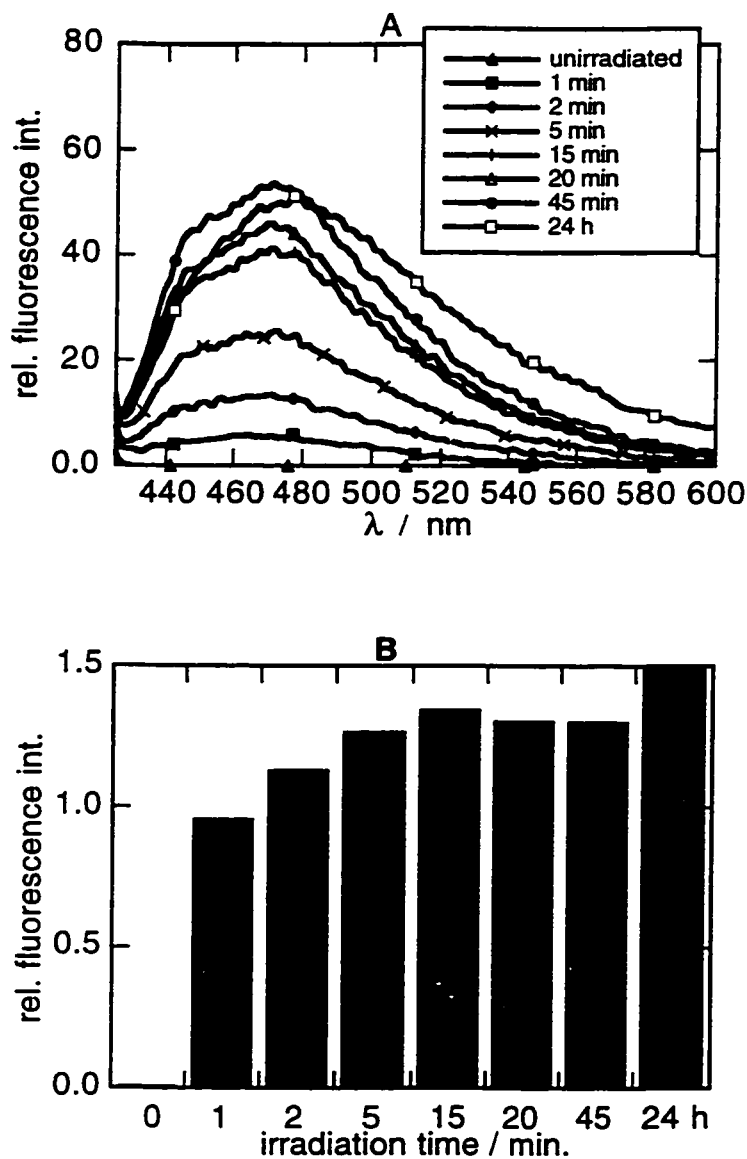 A
80
60
40
20
0.0
rel. fluorescence int.
unirradiated
1 min
2 min
5 min
15 min
20 min
45 min
24 h
440 460 480 500 520 540 560 580 600
λ / nm
B
1.5
1.0
0.5
0.0
rel. fluorescence int.
0 1 2 5 15 20 45 24 h
irradiation time / min.